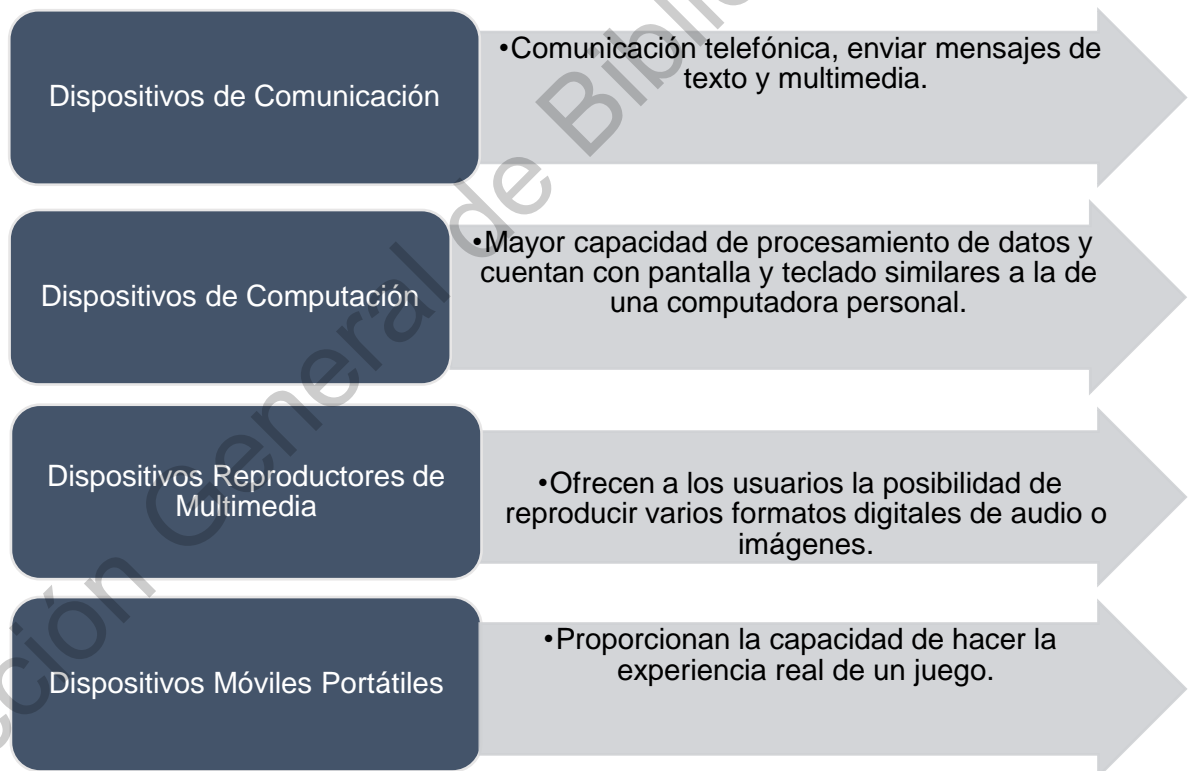 Dispositivos de Comunicación
•Comunicación telefónica, enviar mensajes de
texto y multimedia.
Dispositivos de Computación
•Mayor capacidad de procesamiento de datos y
cuentan con pantalla y teclado similares a la de
una computadora personal.
Dispositivos Reproductores de
Multimedia
•Ofrecen a los usuarios la posibilidad de
reproducir varios formatos digitales de audio o
imágenes.
Dispositivos Móviles Portátiles
•Proporcionan la capacidad de hacer la
experiencia real de un juego.
General de